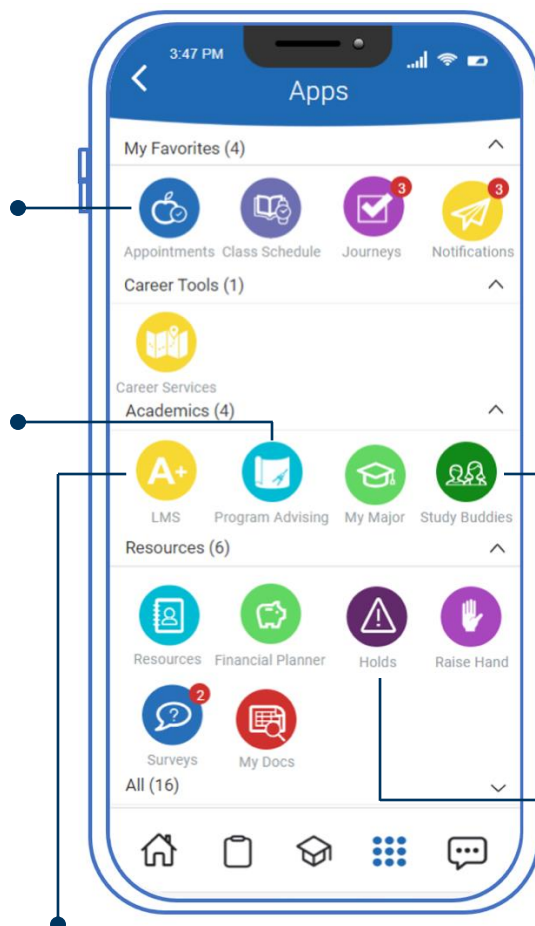 3:47 PM
Apps
My Favorites (4)
3
3
Appointments Class Schedule Journeys Notifications
Career Tools (1)
Career Services
Academics (4)
A+
LMS Program Advising My Major Study Buddies
Resources (6)
Resources Financial Planner Holds Raise Hand
2
?
Surveys My Docs
All (16)